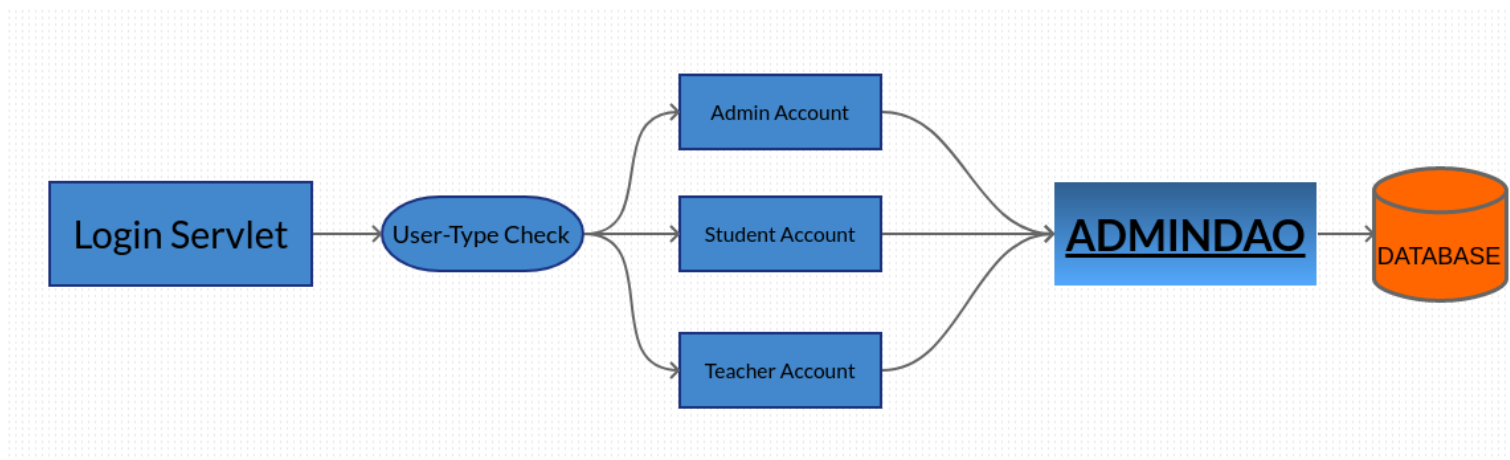 Login Servlet
User-Type Check
Admin Account
Student Account
Teacher Account
ADMINDAO
DATABASE